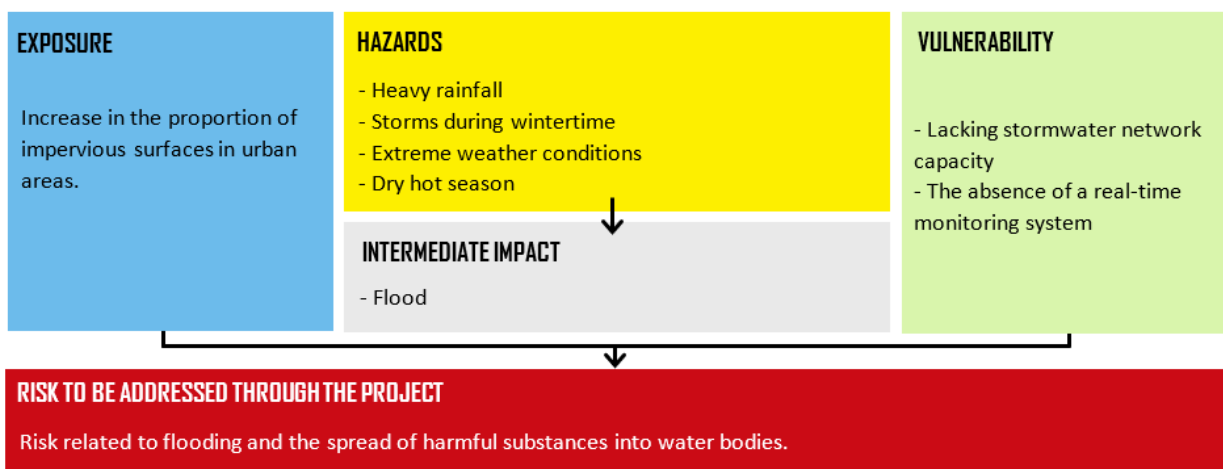 EXPOSURE
Increase in the proportion of
impervious surfaces in urban
areas.
HAZARDS
- Heavy rainfall
- Storms during wintertime
- Extreme weather conditions
- Dry hot season
INTERMEDIATE IMPACT
- Flood
VULNERABILITY
- Lacking stormwater network
capacity
- The absence of a real-time
monitoring system
RISK TO BE ADDRESSED THROUGH THE PROJECT
Risk related to flooding and the spread of harmful substances into water bodies.